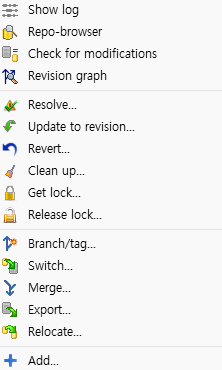 Show log
Repo-browser
Check for modifications
Revision graph
Resolve...
Update to revision...
Revert...
Clean up...
Get lock...
Release lock...
Branch/tag...
Switch...
Merge...
Export...
Relocate...
Add...